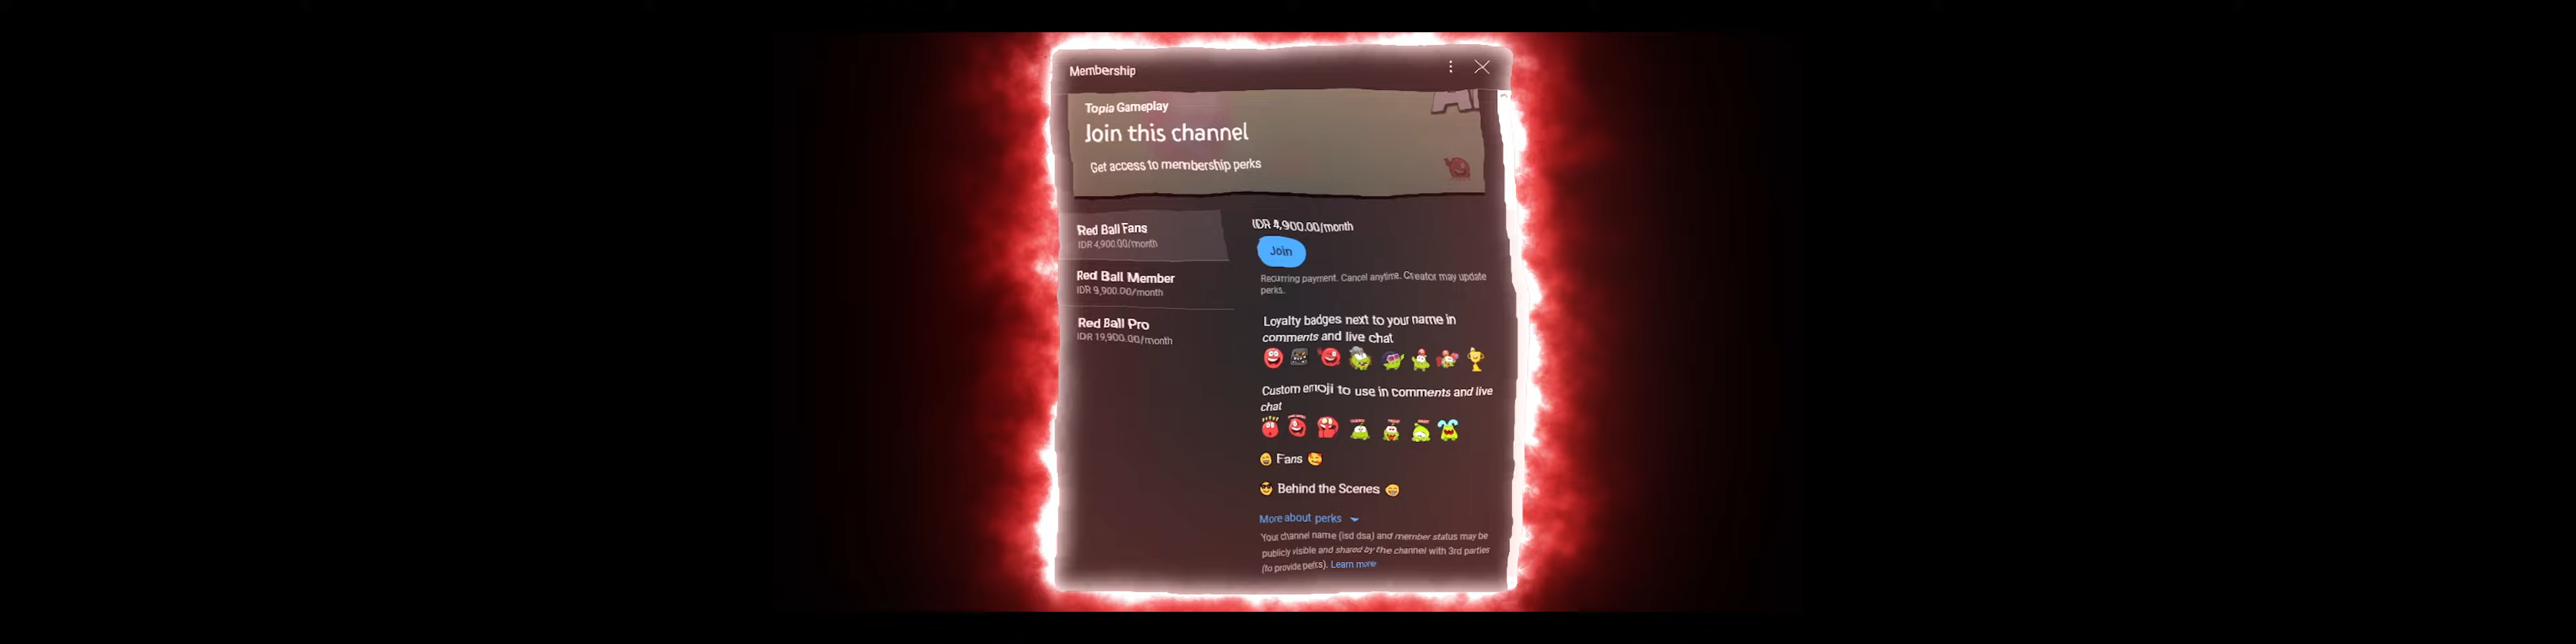 Membership
Topia Gameplay
Join this channel
Get access to membership perks
Red Ball Fans
IDR 4,900.00/month
Red Ball Member
IDR 9,900.00/month
Red Ball Pro
IDR 19,900.00/month
IDR 4,900.00/month
Join
Recurring payment. Cancel anytime. Creator may update
perks.
Loyalty badges next to your name in
comments and live chat
Custom emoji to use in comments and live
chat
Fans
Behind the Scenes
More about perks
Your channel name (isd dsa) and member status may be
publicly visible and shared by the channel with 3rd parties
(to provide perks). Learn more